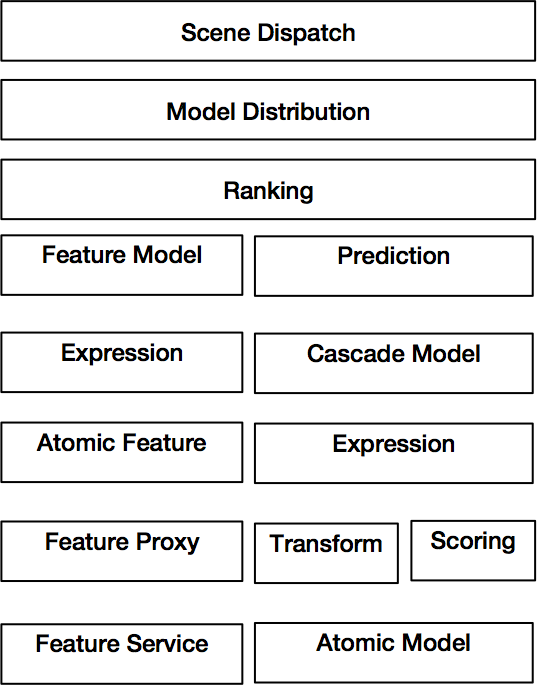 Scene Dispatch
Model Distribution
Ranking
Feature Model
Prediction
Expression
Cascade Model
Atomic Feature
Expression
Feature Proxy
Transform
Scoring
Feature Service
Atomic Model